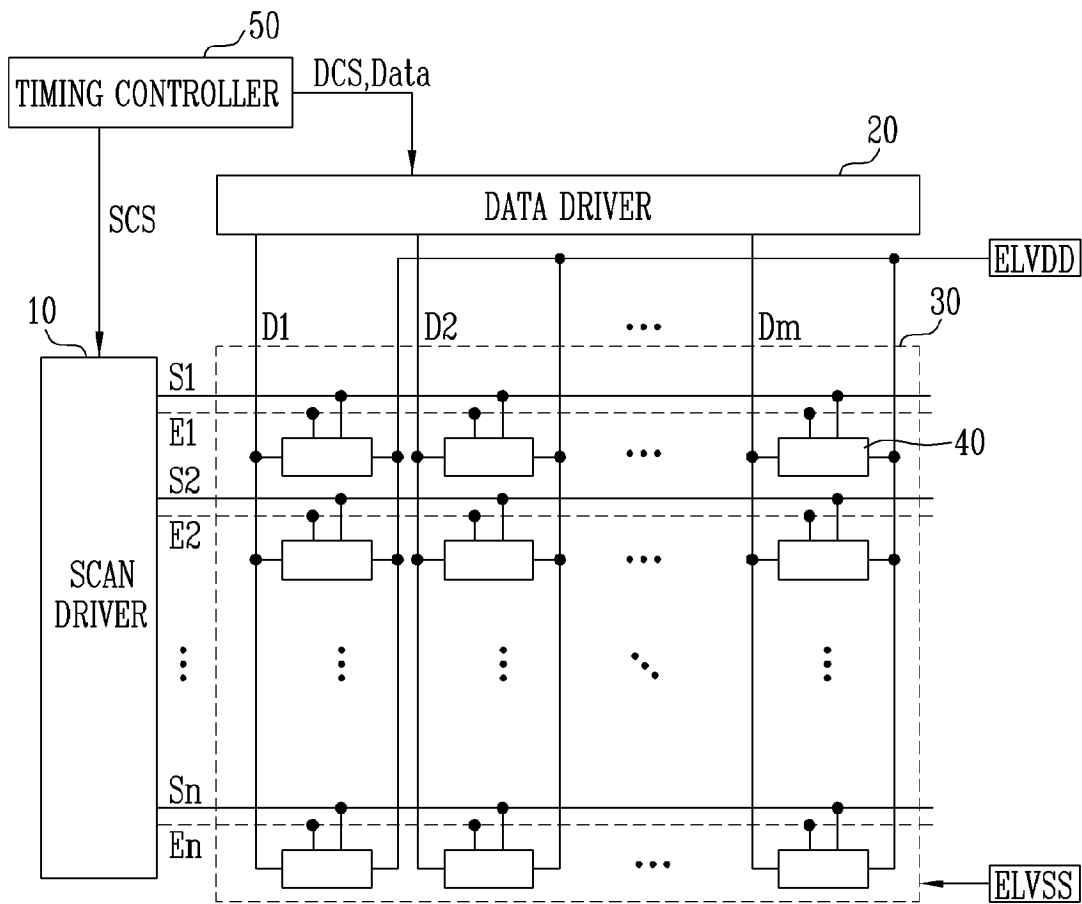 50
TIMING CONTROLLER
DCS,Data
20
DATA DRIVER
SCS
ELVDD
10
D1
D2
Dm
30
S1
E1
40
S2
E2
SCAN
DRIVER
Sn
En
ELVSS